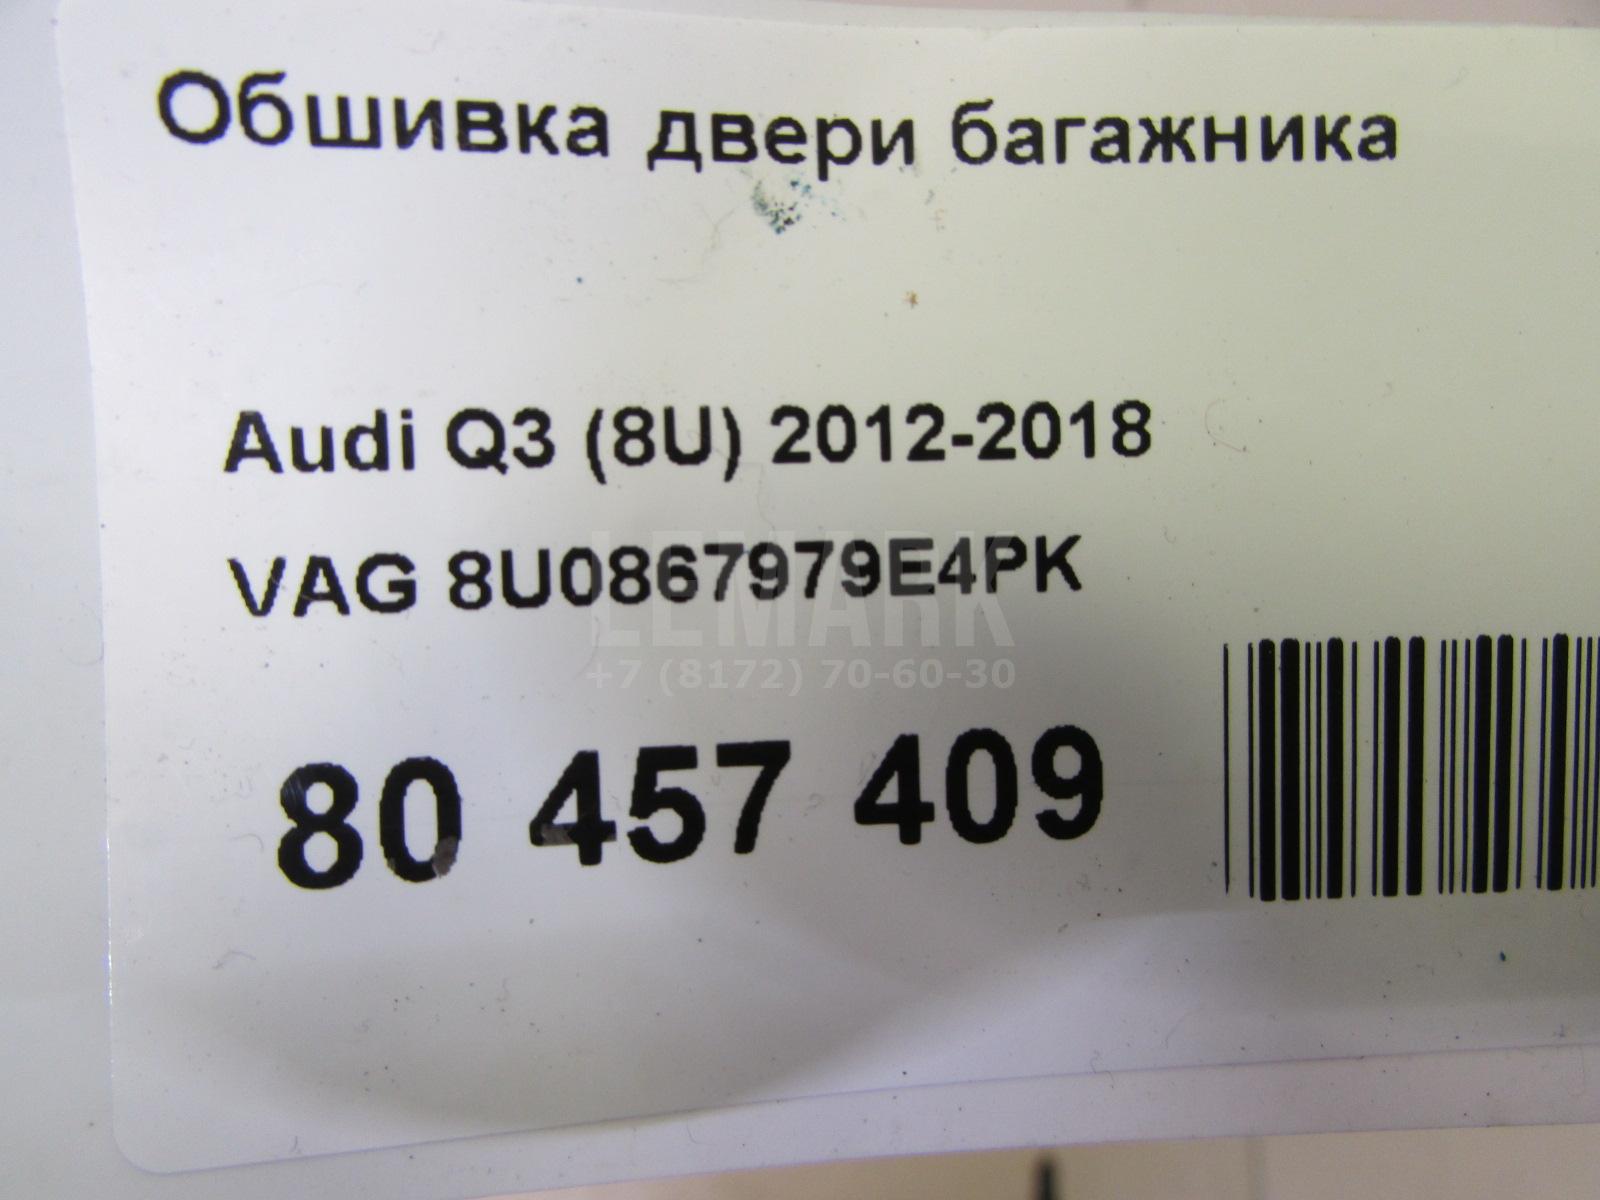 Обшивка двери багажника
Audi Q3 (8U) 2012-2018
VAG 8U0867979E4PK
LEMARK
+7 (8172) 70-60-30
80 457 409